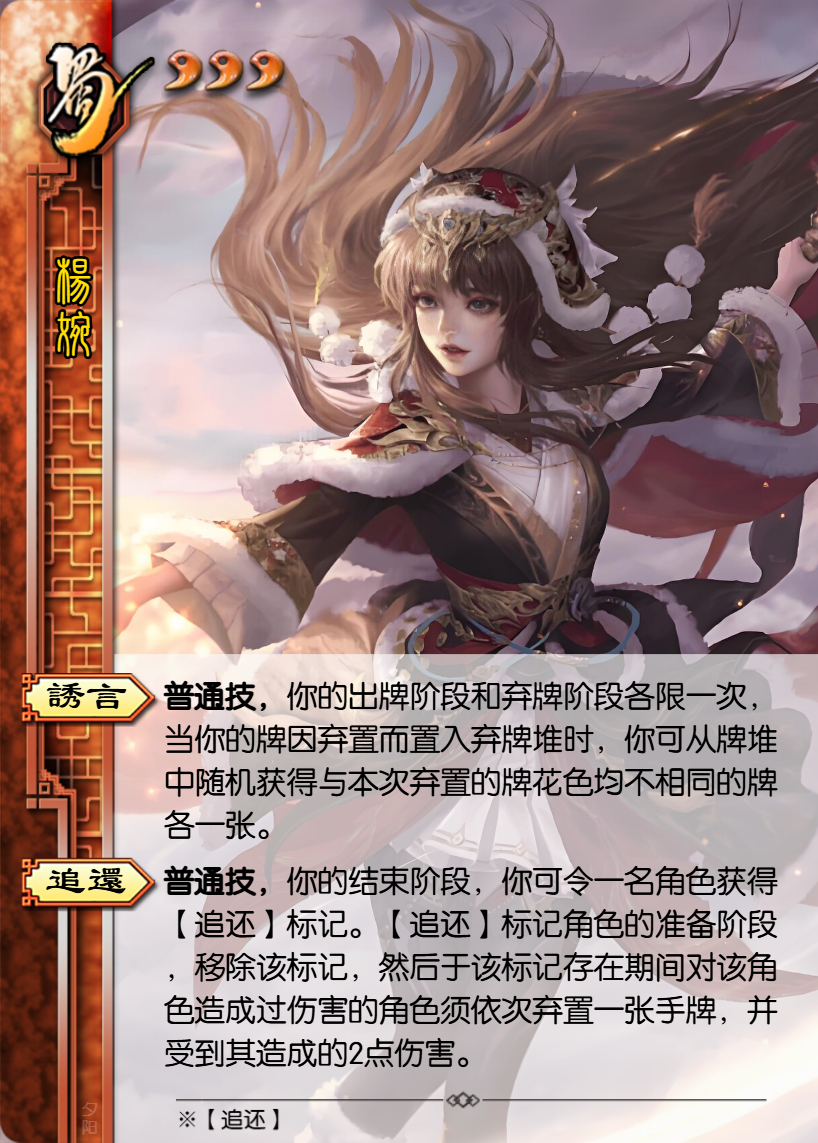 蜀
楊婉
誘言
普通技，你的出牌阶段和弃牌阶段各限一次，
当你的牌因弃置而置入弃牌堆时，你可从牌堆
中随机获得与本次弃置的牌花色均不相同的牌
各一张。
追還
普通技，你的结束阶段，你可令一名角色获得
【追还】标记。【追还】标记角色的准备阶段
，移除该标记，然后于该标记存在期间对该角
色造成过伤害的角色须依次弃置一张手牌，并
受到其造成的2点伤害。
※【追还】
夕阳